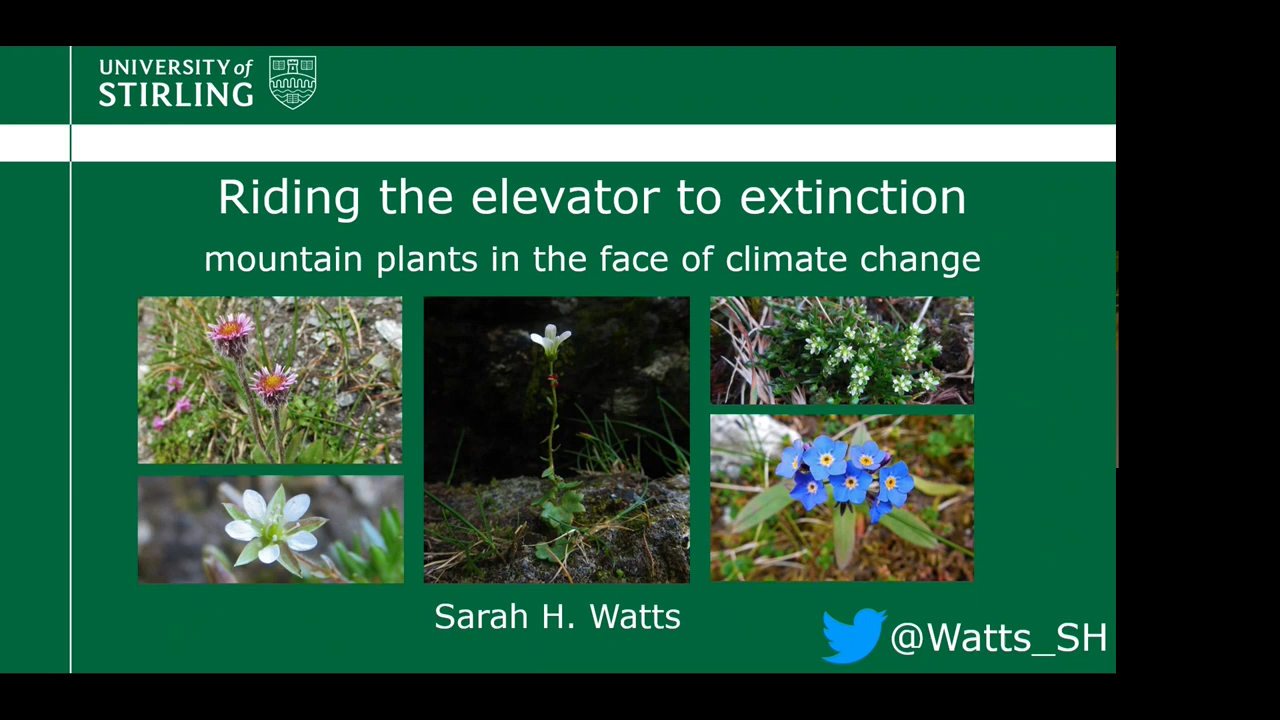 UNIVERSITY of
STIRLING
Riding the elevator to extinction
mountain plants in the face of climate change
Sarah H. Watts
@Watts_SH